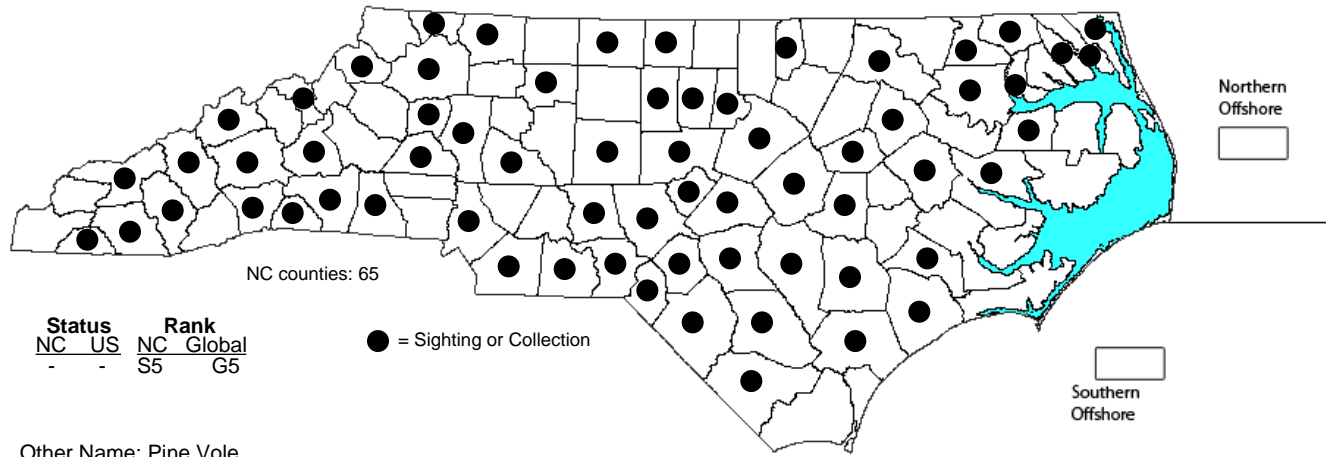 Northern
Offshore
NC counties: 65
Status Rank
NC US NC Global
- - S5 G5
= Sighting or Collection
Southern
Offshore
Other Name: Pine Vole